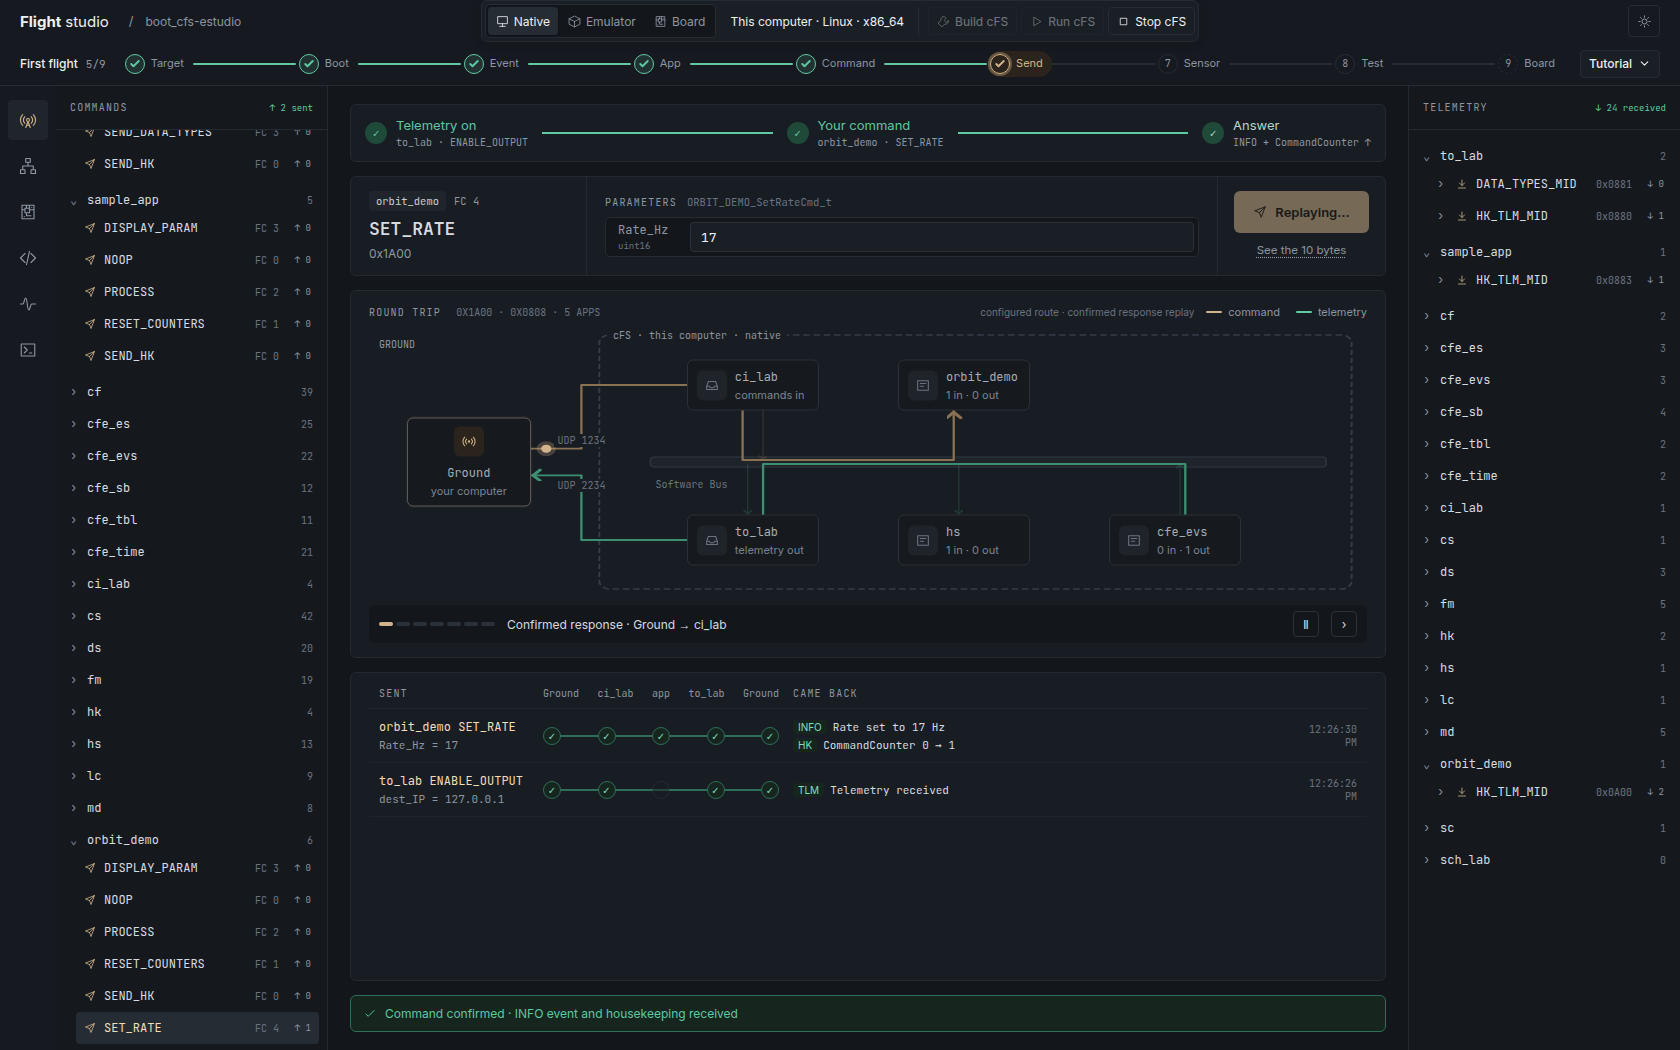 Flight studio / boot_cfs-estudio
Native Emulator Board This computer · Linux · x86_64 Build cFS Run cFS Stop cFS
First flight 5/9 Target Boot Event App Command Send 7 Sensor 8 Test 9 Board Tutorial
COMMANDS ↑ 2 sent
SEND_DATA_TYPES FC 3 ↑ 0
SEND_HK FC 0 ↑ 0
sample_app 5
DISPLAY_PARAM FC 3 ↑ 0
NOOP FC 0 ↑ 0
PROCESS FC 2 ↑ 0
RESET_COUNTERS FC 1 ↑ 0
SEND_HK FC 0 ↑ 0
cf 39
cfe_es 25
cfe_evs 22
cfe_sb 12
cfe_tbl 11
cfe_time 21
ci_lab 4
cs 42
ds 20
fm 19
hk 4
hs 13
lc 9
md 8
orbit_demo 6
DISPLAY_PARAM FC 3 ↑ 0
NOOP FC 0 ↑ 0
PROCESS FC 2 ↑ 0
RESET_COUNTERS FC 1 ↑ 0
SEND_HK FC 0 ↑ 0
SET_RATE FC 4 ↑ 1
Telemetry on
to_lab · ENABLE_OUTPUT
Your command
orbit_demo · SET_RATE
Answer
INFO + CommandCounter ↑
orbit_demo FC 4
SET_RATE
0x1A00
PARAMETERS ORBIT_DEMO_SetRateCmd_t
Rate_Hz
uint16
17
Replaying...
See the 10 bytes
ROUND TRIP 0X1A00 · 0X0808 · 5 APPS
configured route · confirmed response replay command telemetry
GROUND
cFS · this computer · native
ci_lab
commands in
orbit_demo
1 in · 0 out
Ground
your computer
UDP 1234
UDP 2234
Software Bus
to_lab
telemetry out
hs
1 in · 0 out
cfe_evs
0 in · 1 out
Confirmed response · Ground → ci_lab
SENT Ground ci_lab app to_lab Ground CAME BACK
orbit_demo SET_RATE
Rate_Hz = 17
INFO Rate set to 17 Hz
HK CommandCounter 0 → 1
12:26:30
PM
to_lab ENABLE_OUTPUT
dest_IP = 127.0.0.1
TLM Telemetry received
12:26:26
PM
Command confirmed · INFO event and housekeeping received
TELEMETRY ↓ 24 received
to_lab 2
DATA_TYPES_MID 0x0881 ↓ 0
HK_TLM_MID 0x0880 ↓ 1
sample_app 1
HK_TLM_MID 0x0883 ↓ 1
cf 2
cfe_es 3
cfe_evs 3
cfe_sb 4
cfe_tbl 2
cfe_time 2
ci_lab 1
cs 1
ds 3
fm 5
hk 2
hs 1
lc 1
md 5
orbit_demo 1
HK_TLM_MID 0x0A00 ↓ 2
sc 1
sch_lab 0